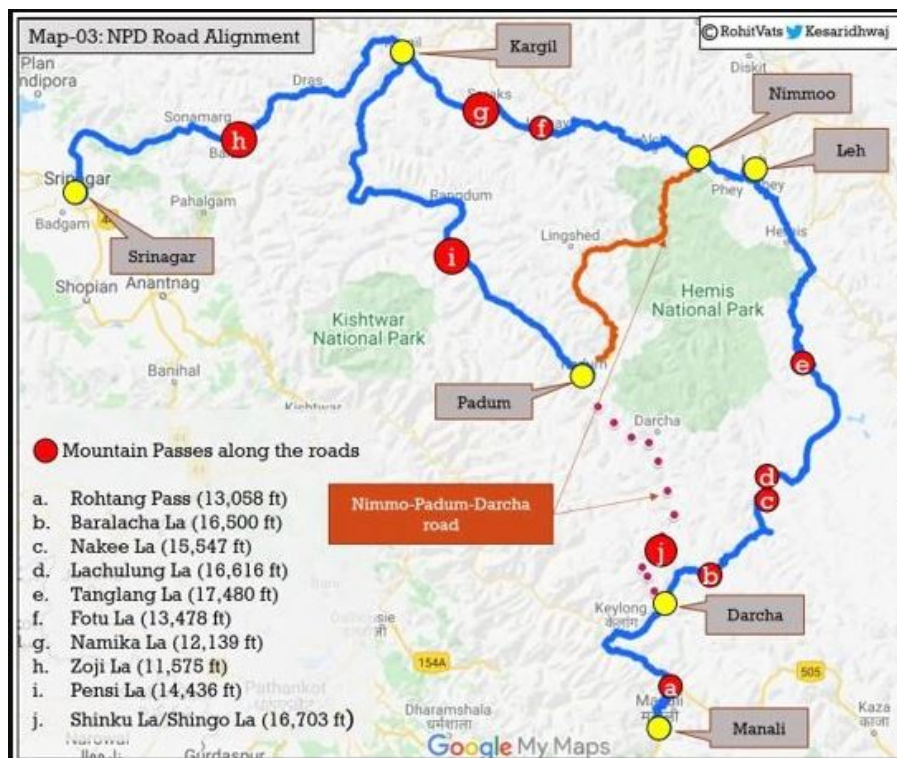 Map-03: NPD Road Alignment
© RohitVats Kesaridhwaj
Kargil
Plan
ndipora
Diskit
Dras
Nimmoo
Sonamarg
g
f
h
Leh
Srinagar
Phey
Badgam
Pahalgam
Rangdum
Hemis
Lingshed
Srinagar
i
Shopian
Anantnag
Hemis
National Park
Kishtwar
National Park
e
Banihal
Padum
Kishtwar
Darcha
Mountain Passes along the roads
d
c
Nimmo-Padum-Darcha
road
a. Rohtang Pass (13,058 ft)
b. Baralacha La (16,500 ft)
c. Nakee La (15,547 ft)
d. Lachulung La (16,616 ft)
e. Tanglang La (17,480 ft)
f. Fotu La (13,478 ft)
g. Namika La (12,139 ft)
h. Zoji La (11,575 ft)
i. Pensi La (14,436 ft)
j. Shinku La/Shingo La (16,703 ft)
j
b
Keylong
Darcha
154A
505
a
Pathankot
Manali
Kaza
काजा
Dharamshala
धर्मशाला
Manali
Narowal
Gurdaspur
Google My Maps